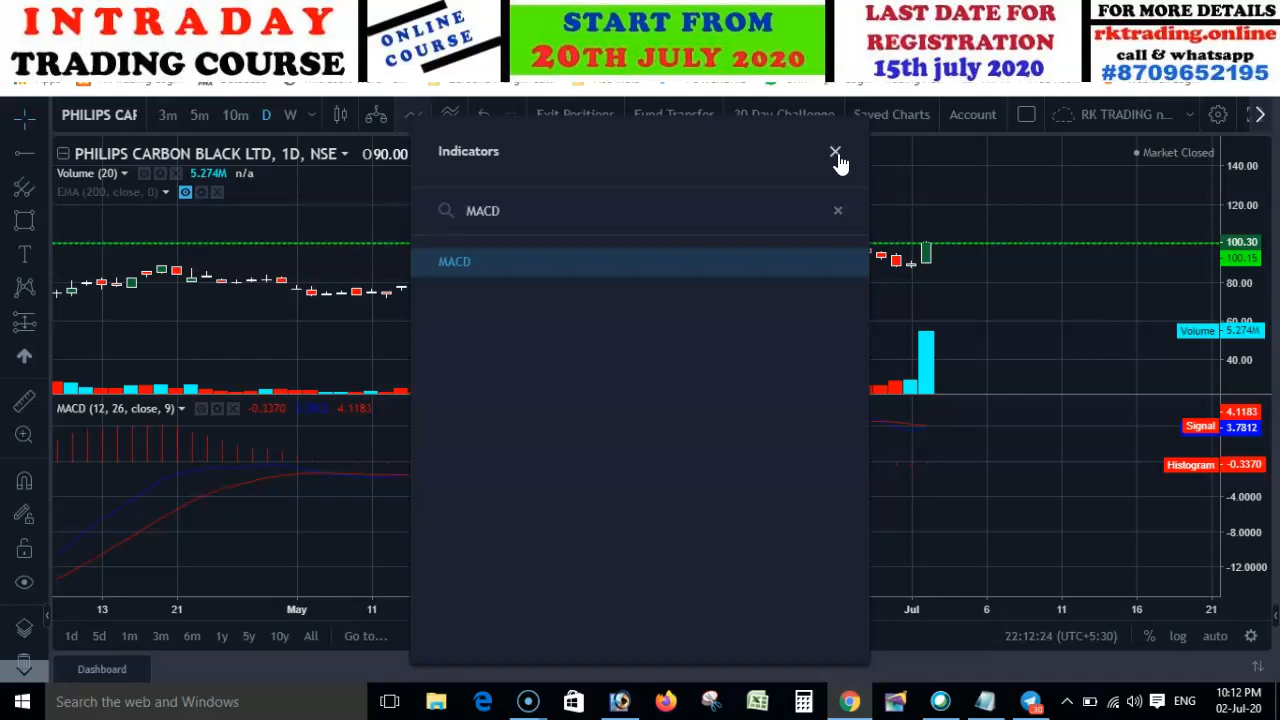 INTRADAY
TRADING COURSE
ONLINE
COURSE
START FROM
20TH JULY 2020
LAST DATE FOR
REGISTRATION
15th july 2020
FOR MORE DETAILS
rktrading.online
call & whatsapp
#8709652195
PHILIPS CAF 3m 5m 10m D W Exit Positions Fund Transfer 30 Day Challenge Saved Charts Account RK TRADING n...
PHILIPS CARBON BLACK LTD, 1D, NSE O90.00
Market Closed
Volume (20) 5.274M n/a
EMA (200, close, 0)
Indicators
MACD
MACD
140.00
120.00
100.30
100.15
80.00
60.00
Volume 5.274M
40.00
MACD (12, 26, close, 9) -0.3370 4.1183
4.1183
Signal 3.7812
Histogram -0.3370
-4.0000
-8.0000
-12.0000
13 21 May 11 Jul 6 11 16 21
1d 5d 1m 3m 6m 1y 5y 10y All Go to... 22:12:24 (UTC+5:30) % log auto
Dashboard
Search the web and Windows
30
ENG
10:12 PM
02-Jul-20